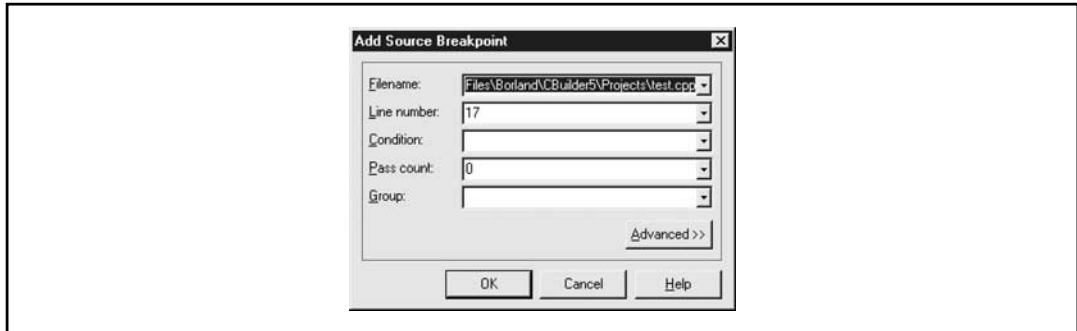 Add Source Breakpoint
Filename: Files\Borland\CBuilder5\Projects\test.cpp
Line number: 17
Condition:
Pass count: 0
Group:
Advanced >>
OK Cancel Help